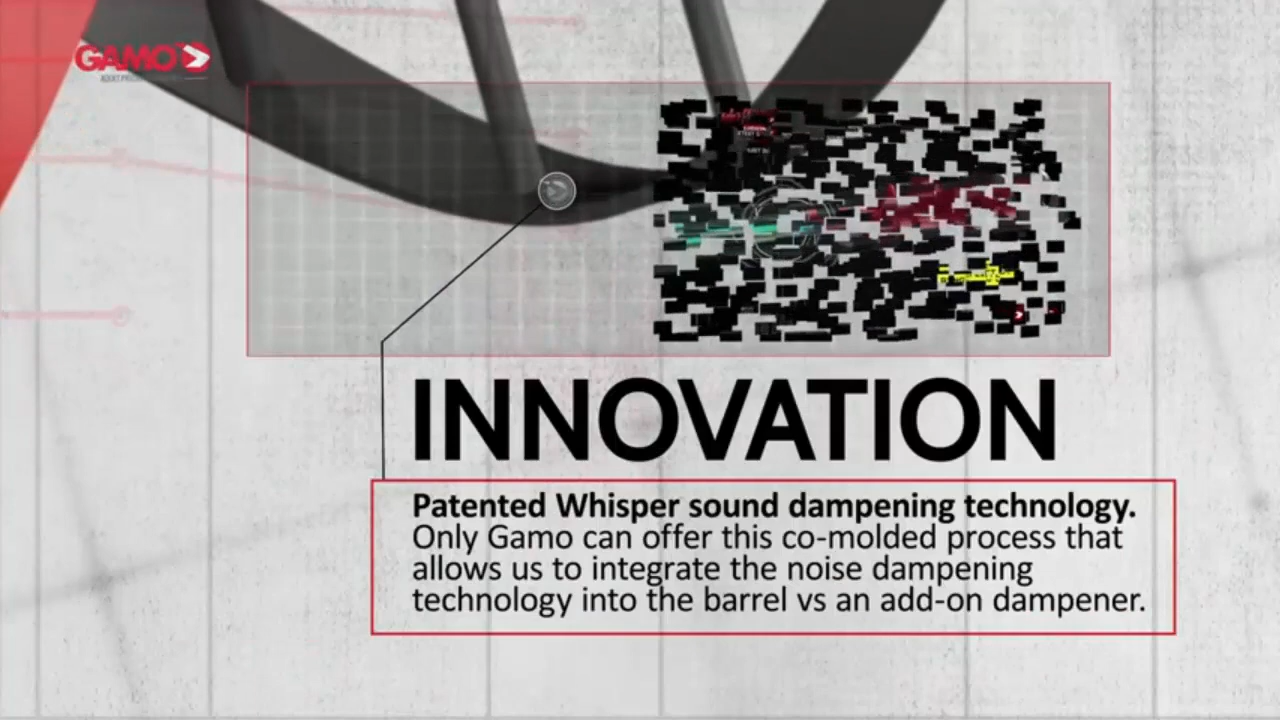 GAMO
INNOVATION
Patented Whisper sound dampening technology.
Only Gamo can offer this co-molded process that
allows us to integrate the noise dampening
technology into the barrel vs an add-on dampener.